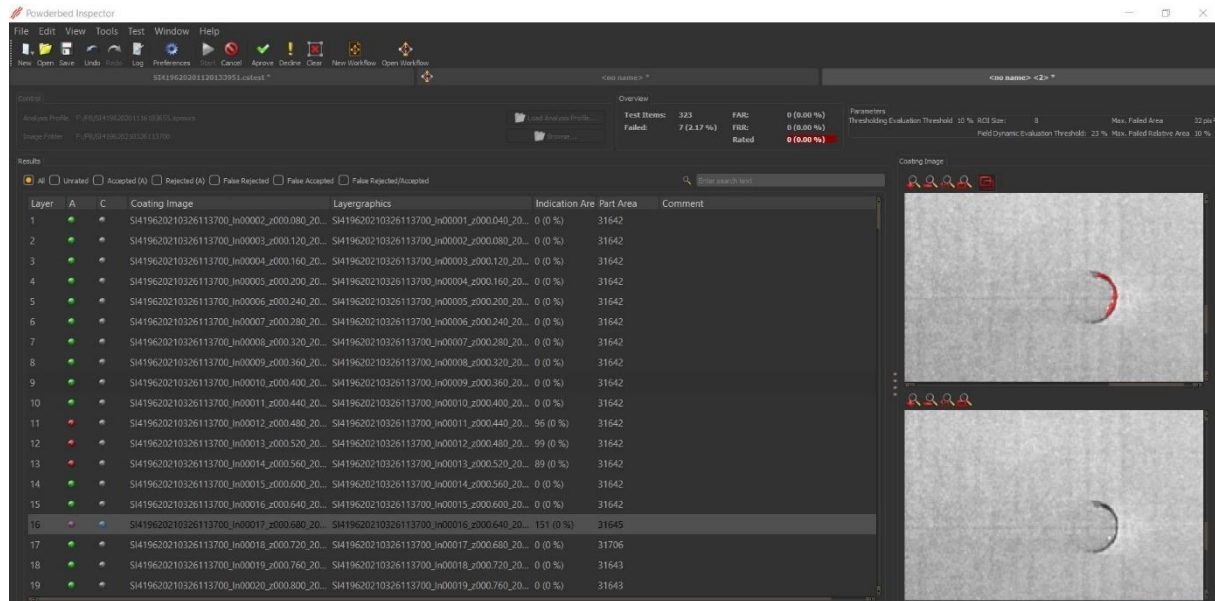 Powderbed Inspector
File Edit View Tools Test Window Help
New Open Save Undo Redo Log Preferences Start Cancel Aprove Decline Clear New Workflow Open Workflow
SI419620201120133951.cstest * <no name> * <no name> <2> *
Control
Analysis Profile
Load Analysis Profile...
Image Folder
Browse...
Overview
Test Items: 323 FAR: 0 (0.00 %)
Failed: 7 (2.17 %) FRR: 0 (0.00 %)
Rated 0 (0.00 %)
Parameters
Thresholding Evaluation Threshold 10 % ROI Size: 8 Max. Failed Area 32 pix²
Field Dynamic Evaluation Threshold: 23 % Max. Failed Relative Area 10 %
Results
All Unrated Accepted (A) Rejected (A) False Rejected False Accepted False Rejected/Accepted Enter search text
Layer A C Coating Image Layergraphics Indication Are Part Area Comment
1 SI419620210326113700_ln00002_z000.080_20... SI419620210326113700_ln00001_z000.040_20... 0 (0 %) 31642
2 SI419620210326113700_ln00003_z000.120_20... SI419620210326113700_ln00002_z000.080_20... 0 (0 %) 31642
3 SI419620210326113700_ln00004_z000.160_20... SI419620210326113700_ln00003_z000.120_20... 0 (0 %) 31642
4 SI419620210326113700_ln00005_z000.200_20... SI419620210326113700_ln00004_z000.160_20... 0 (0 %) 31642
5 SI419620210326113700_ln00006_z000.240_20... SI419620210326113700_ln00005_z000.200_20... 0 (0 %) 31642
6 SI419620210326113700_ln00007_z000.280_20... SI419620210326113700_ln00006_z000.240_20... 0 (0 %) 31642
7 SI419620210326113700_ln00008_z000.320_20... SI419620210326113700_ln00007_z000.280_20... 0 (0 %) 31642
8 SI419620210326113700_ln00009_z000.360_20... SI419620210326113700_ln00008_z000.320_20... 0 (0 %) 31642
9 SI419620210326113700_ln00010_z000.400_20... SI419620210326113700_ln00009_z000.360_20... 0 (0 %) 31642
10 SI419620210326113700_ln00011_z000.440_20... SI419620210326113700_ln00010_z000.400_20... 0 (0 %) 31642
11 SI419620210326113700_ln00012_z000.480_20... SI419620210326113700_ln00011_z000.440_20... 96 (0 %) 31642
12 SI419620210326113700_ln00013_z000.520_20... SI419620210326113700_ln00012_z000.480_20... 99 (0 %) 31642
13 SI419620210326113700_ln00014_z000.560_20... SI419620210326113700_ln00013_z000.520_20... 89 (0 %) 31642
14 SI419620210326113700_ln00015_z000.600_20... SI419620210326113700_ln00014_z000.560_20... 0 (0 %) 31642
15 SI419620210326113700_ln00016_z000.640_20... SI419620210326113700_ln00015_z000.600_20... 0 (0 %) 31642
16 SI419620210326113700_ln00017_z000.680_20... SI419620210326113700_ln00016_z000.640_20... 151 (0 %) 31645
17 SI419620210326113700_ln00018_z000.720_20... SI419620210326113700_ln00017_z000.680_20... 0 (0 %) 31706
18 SI419620210326113700_ln00019_z000.760_20... SI419620210326113700_ln00018_z000.720_20... 0 (0 %) 31643
19 SI419620210326113700_ln00020_z000.800_20... SI419620210326113700_ln00019_z000.760_20... 0 (0 %) 31643
Coating Image